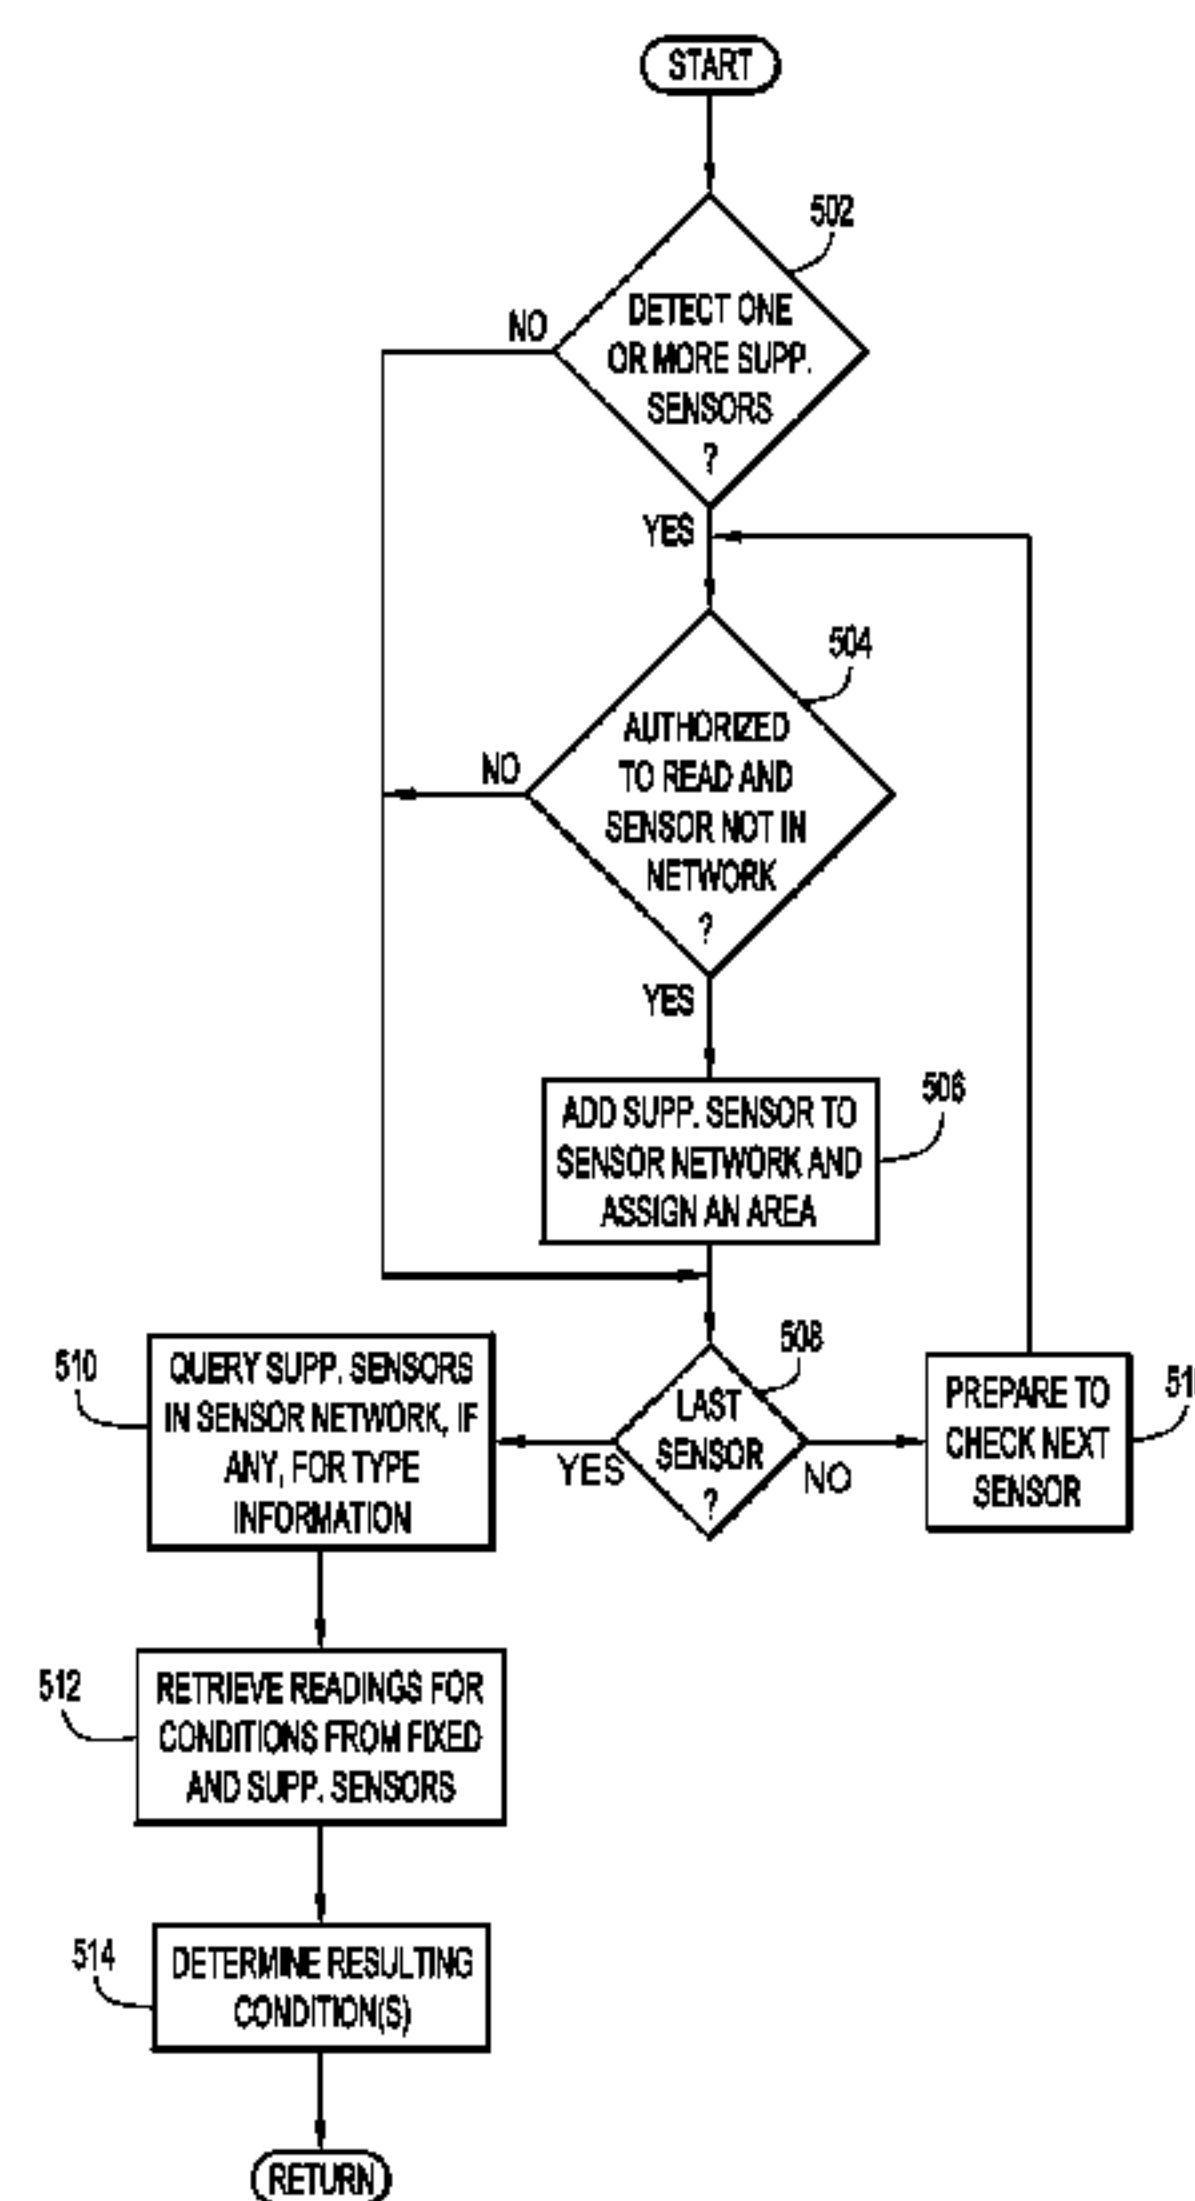 START
502
DETECT ONE
OR MORE SUPP.
SENSORS
?
NO
YES
504
AUTHORIZED
TO READ AND
SENSOR NOT IN
NETWORK
?
NO
YES
506
ADD SUPP. SENSOR TO
SENSOR NETWORK AND
ASSIGN AN AREA
508
LAST
SENSOR
?
YES
NO
PREPARE TO
CHECK NEXT
SENSOR
510
QUERY SUPP. SENSORS
IN SENSOR NETWORK, IF
ANY, FOR TYPE
INFORMATION
512
RETRIEVE READINGS FOR
CONDITIONS FROM FIXED
AND SUPP. SENSORS
514
DETERMINE RESULTING
CONDITION(S)
RETURN